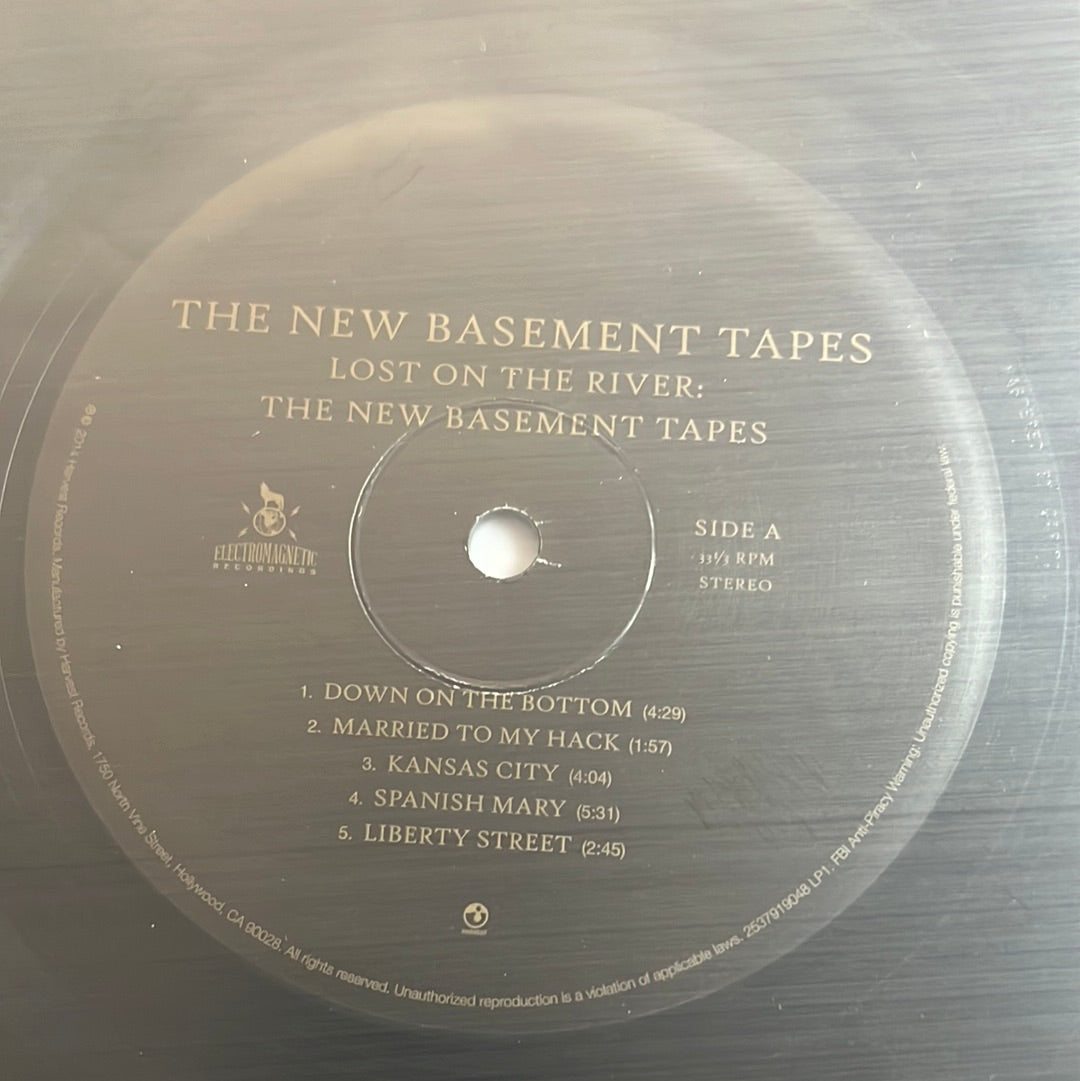 THE NEW BASEMENT TAPES
LOST ON THE RIVER:
THE NEW BASEMENT TAPES
ELECTROMAGNETIC
RECORDINGS
SIDE A
33⅓ RPM
STEREO
1. DOWN ON THE BOTTOM (4:29)
2. MARRIED TO MY HACK (1:57)
3. KANSAS CITY (4:04)
4. SPANISH MARY (5:31)
5. LIBERTY STREET (2:45)
℗© 2014 Harvest Records. Manufactured by Harvest Records, 1750 North Vine Street, Hollywood, CA 90028. All rights reserved. Unauthorized reproduction is a violation of applicable laws. 2537919048 LP1. FBI Anti-Piracy Warning: Unauthorized copying is punishable under federal law.